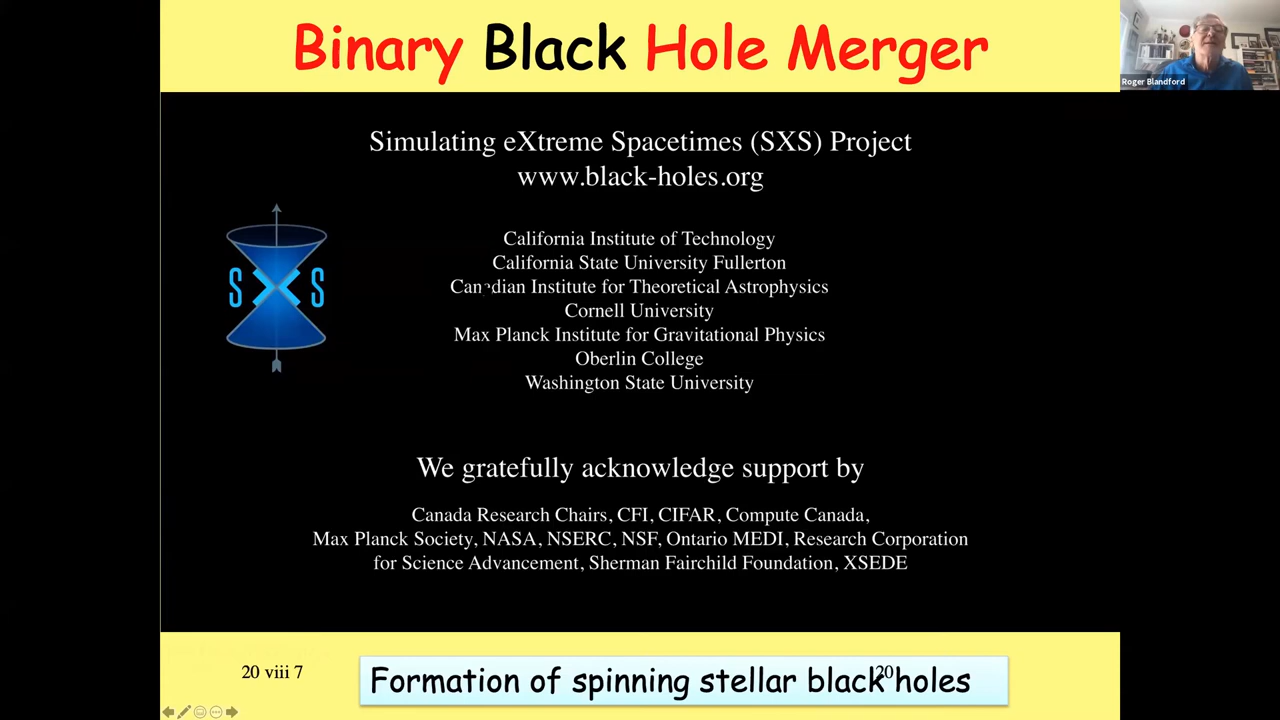 Binary Black Hole Merger
Roger Blandford
Simulating eXtreme Spacetimes (SXS) Project
www.black-holes.org
SXS
California Institute of Technology
California State University Fullerton
Canadian Institute for Theoretical Astrophysics
Cornell University
Max Planck Institute for Gravitational Physics
Oberlin College
Washington State University
We gratefully acknowledge support by
Canada Research Chairs, CFI, CIFAR, Compute Canada,
Max Planck Society, NASA, NSERC, NSF, Ontario MEDI, Research Corporation
for Science Advancement, Sherman Fairchild Foundation, XSEDE
20 viii 7
Formation of spinning stellar black holes
20